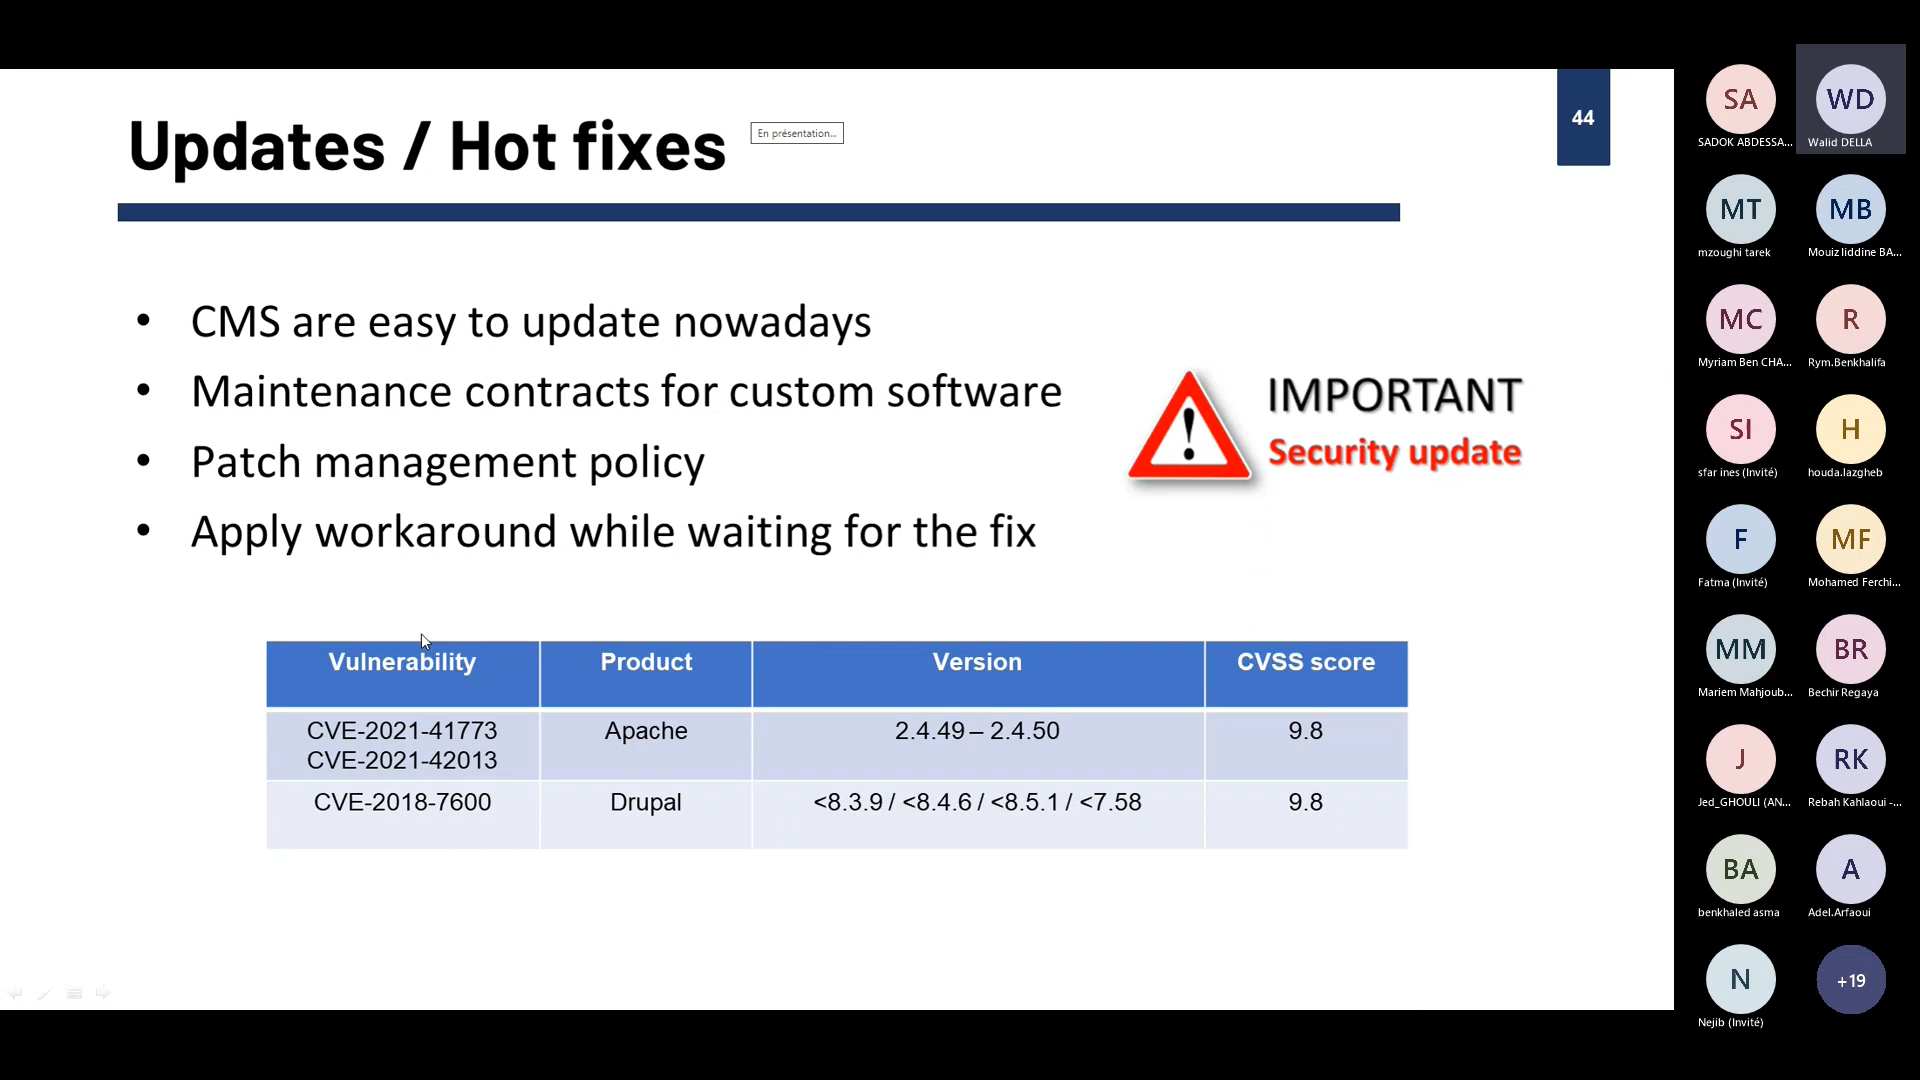 Updates / Hot fixes
En présentation...
44
• CMS are easy to update nowadays
• Maintenance contracts for custom software
• Patch management policy
• Apply workaround while waiting for the fix
IMPORTANT
Security update
Vulnerability Product Version CVSS score
CVE-2021-41773 Apache 2.4.49 – 2.4.50 9.8
CVE-2021-42013
CVE-2018-7600 Drupal <8.3.9 / <8.4.6 / <8.5.1 / <7.58 9.8
SA WD
SADOK ABDESSA... Walid DELLA
MT MB
mzoughi tarek Mouiz liddine BA...
MC R
Myriam Ben CHA... Rym.Benkhalifa
SI H
sfar ines (Invité) houda.lazgheb
F MF
Fatma (Invité) Mohamed Ferchi...
MM BR
Mariem Mahjoub... Bechir Regaya
J RK
Jed_GHOULI (AN... Rebah Kahlaoui -...
BA A
benkhaled asma Adel.Arfaoui
N +19
Nejib (Invité)